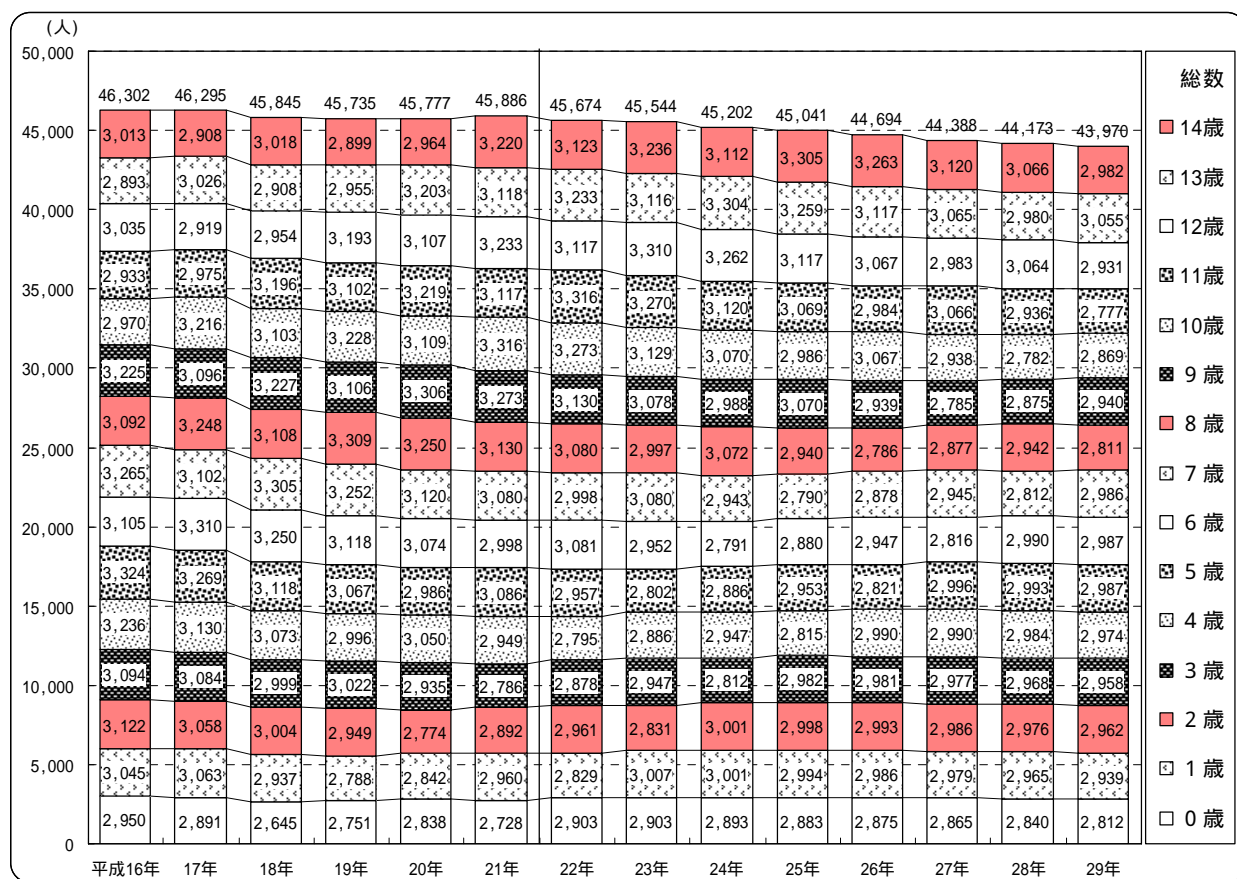 (人)
50,000
45,000
40,000
35,000
30,000
25,000
20,000
15,000
10,000
5,000
0
46,302 46,295 45,845 45,735 45,777 45,886 45,674 45,544 45,202 45,041 44,694 44,388 44,173 43,970
3,013 2,908 3,018 2,899 2,964 3,220 3,123 3,236 3,112 3,305 3,263 3,120 3,066 2,982
2,893 3,026 2,908 2,955 3,203 3,118 3,233 3,116 3,304 3,259 3,117 3,065 2,980 3,055
3,035 2,919 2,954 3,193 3,107 3,233 3,117 3,310 3,262 3,117 3,067 2,983 3,064 2,931
2,933 2,975 3,196 3,102 3,219 3,117 3,316 3,270 3,120 3,069 2,984 3,066 2,936 2,777
2,970 3,216 3,103 3,228 3,109 3,316 3,273 3,129 3,070 2,986 3,067 2,938 2,782 2,869
3,225 3,096 3,227 3,106 3,306 3,273 3,130 3,078 2,988 3,070 2,939 2,785 2,875 2,940
3,092 3,248 3,108 3,309 3,250 3,130 3,080 2,997 3,072 2,940 2,786 2,877 2,942 2,811
3,265 3,102 3,305 3,252 3,120 3,080 2,998 3,080 2,943 2,790 2,878 2,945 2,812 2,986
3,105 3,310 3,250 3,118 3,074 2,998 3,081 2,952 2,791 2,880 2,947 2,816 2,990 2,987
3,324 3,269 3,118 3,067 2,986 3,086 2,957 2,802 2,886 2,953 2,821 2,996 2,993 2,987
3,236 3,130 3,073 2,996 3,050 2,949 2,795 2,886 2,947 2,815 2,990 2,990 2,984 2,974
3,094 3,084 2,999 3,022 2,935 2,786 2,878 2,947 2,812 2,982 2,981 2,977 2,968 2,958
3,122 3,058 3,004 2,949 2,774 2,892 2,961 2,831 3,001 2,998 2,993 2,986 2,976 2,962
3,045 3,063 2,937 2,788 2,842 2,960 2,829 3,007 3,001 2,994 2,986 2,979 2,965 2,939
2,950 2,891 2,645 2,751 2,838 2,728 2,903 2,903 2,893 2,883 2,875 2,865 2,840 2,812
平成16年 17年 18年 19年 20年 21年 22年 23年 24年 25年 26年 27年 28年 29年
総数
14歳
13歳
12歳
11歳
10歳
9歳
8歳
7歳
6歳
5歳
4歳
3歳
2歳
1歳
0歳